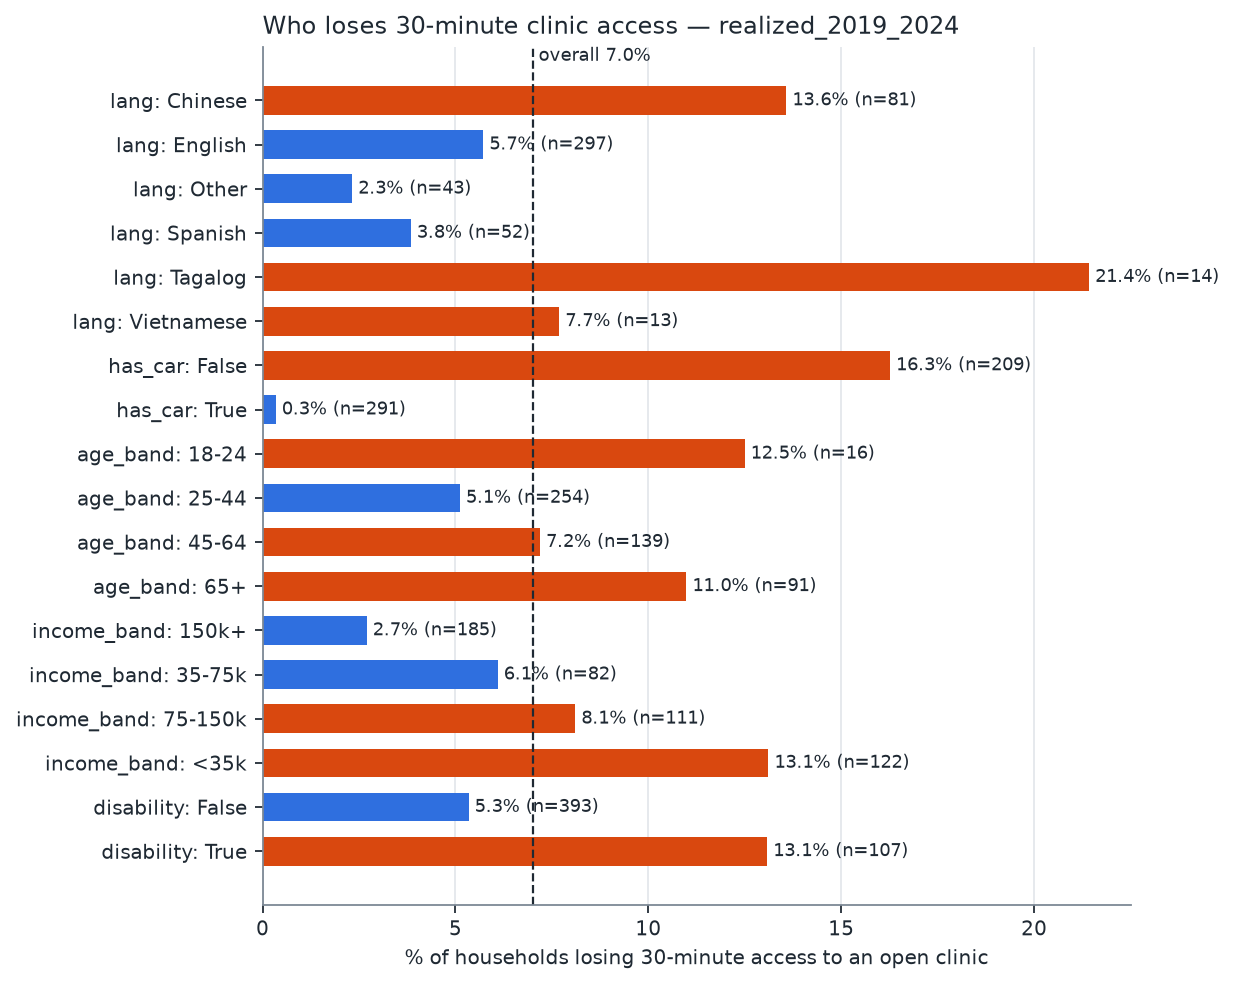 Who loses 30-minute clinic access — realized_2019_2024
overall 7.0%
lang: Chinese 13.6% (n=81)
lang: English 5.7% (n=297)
lang: Other 2.3% (n=43)
lang: Spanish 3.8% (n=52)
lang: Tagalog 21.4% (n=14)
lang: Vietnamese 7.7% (n=13)
has_car: False 16.3% (n=209)
has_car: True 0.3% (n=291)
age_band: 18-24 12.5% (n=16)
age_band: 25-44 5.1% (n=254)
age_band: 45-64 7.2% (n=139)
age_band: 65+ 11.0% (n=91)
income_band: 150k+ 2.7% (n=185)
income_band: 35-75k 6.1% (n=82)
income_band: 75-150k 8.1% (n=111)
income_band: <35k 13.1% (n=122)
disability: False 5.3% (n=393)
disability: True 13.1% (n=107)
0 5 10 15 20
% of households losing 30-minute access to an open clinic